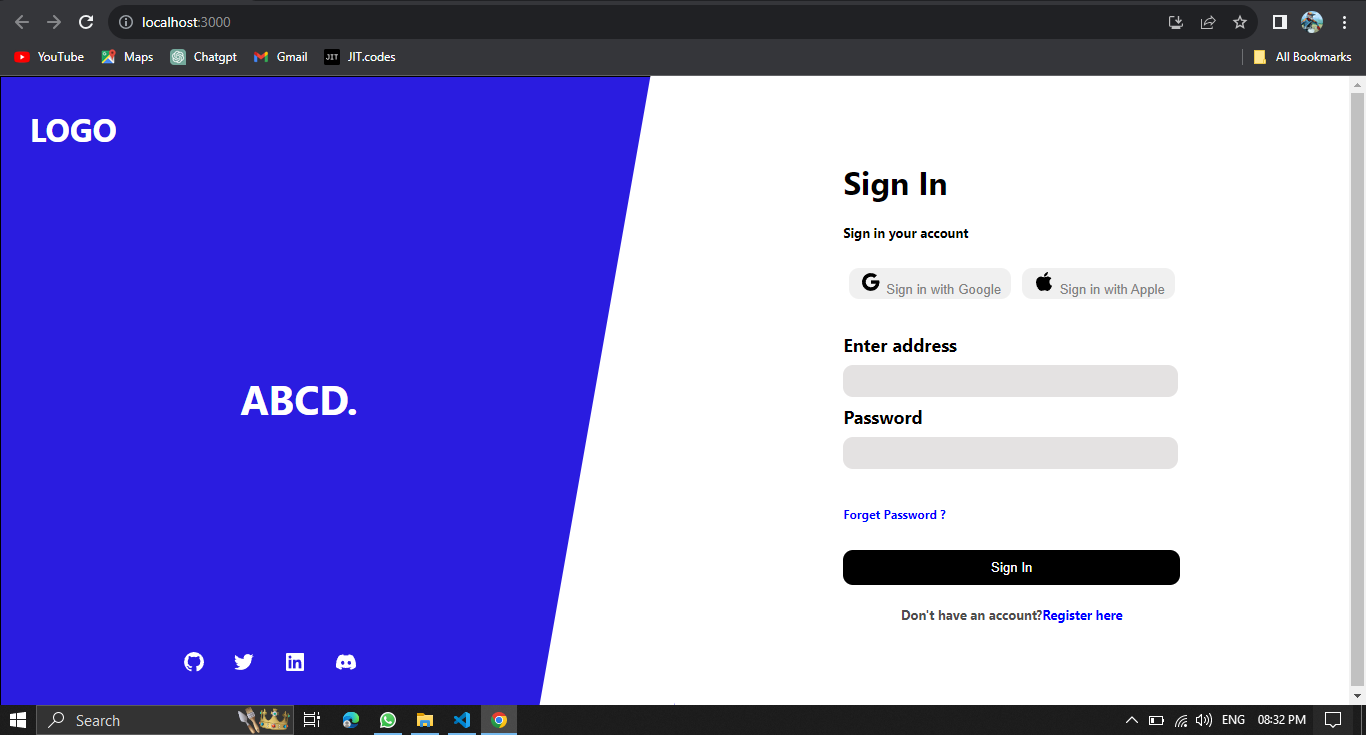 localhost:3000
YouTube Maps Chatgpt Gmail JIT JIT.codes All Bookmarks
LOGO
ABCD.
Sign In
Sign in your account
Sign in with Google Sign in with Apple
Enter address
Password
Forget Password ?
Sign In
Don't have an account?Register here
Search ENG 08:32 PM